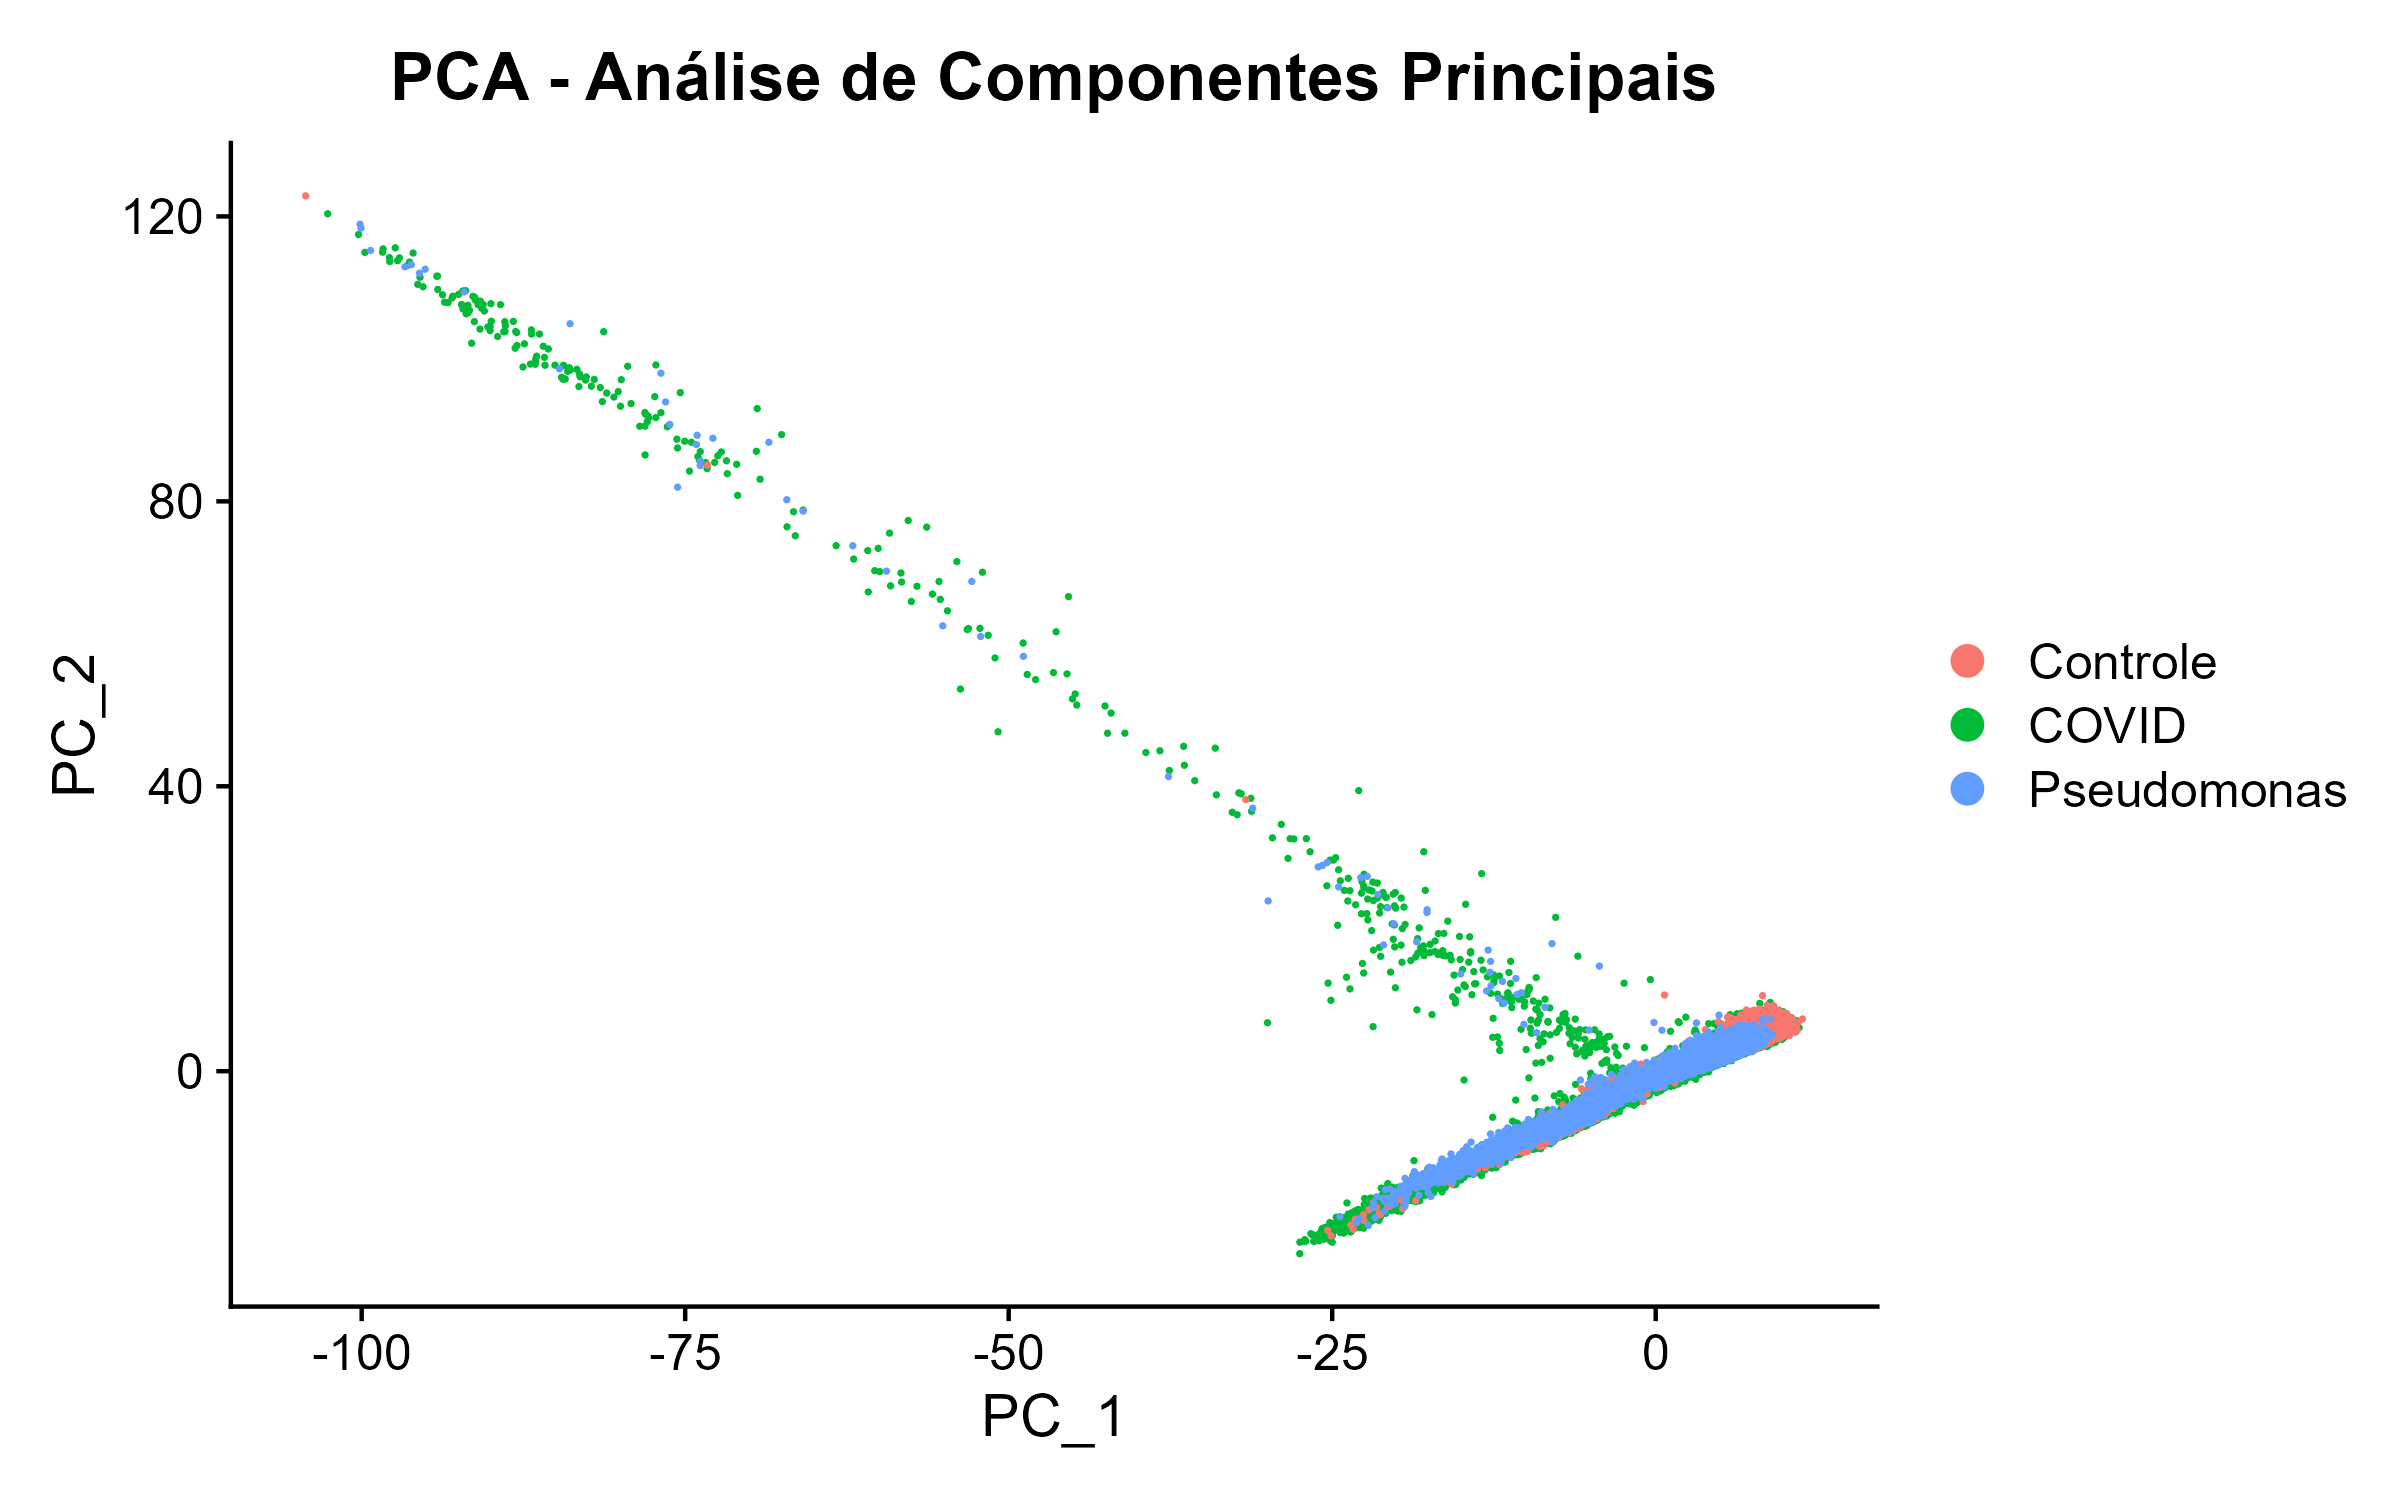 PCA - Análise de Componentes Principais
PC_2
120
80
40
0
-100
-75
-50
-25
0
PC_1
Controle
COVID
Pseudomonas